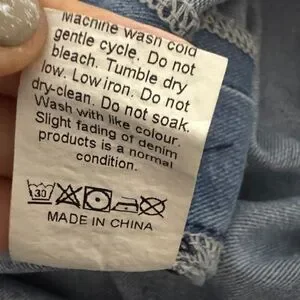 Machine wash cold
gentle cycle. Do not
bleach. Tumble dry
low. Low iron. Do not
dry-clean. Do not soak.
Wash with like colour.
Slight fading of denim
products is a normal
condition.
30
MADE IN CHINA